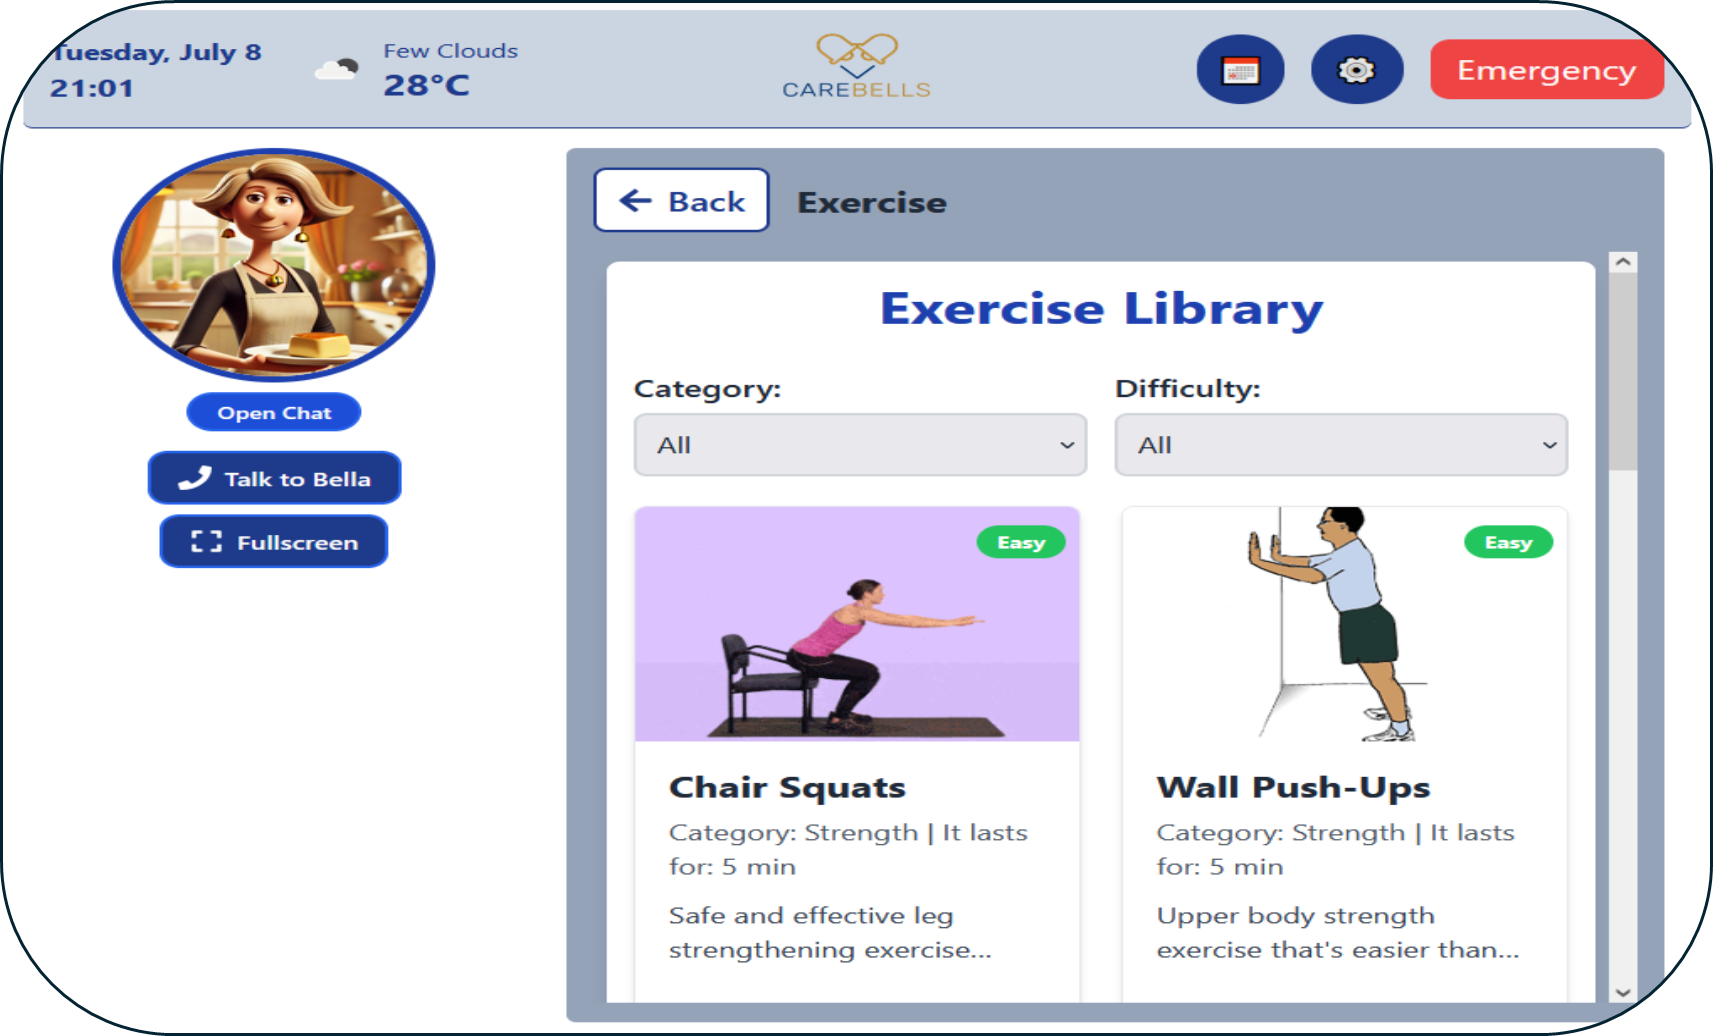 Tuesday, July 8
21:01
Few Clouds
28°C
CAREBELLS
Emergency
Open Chat
Talk to Bella
Fullscreen
Back
Exercise
Exercise Library
Category:
All
Difficulty:
All
Easy
Chair Squats
Category: Strength | It lasts
for: 5 min
Safe and effective leg
strengthening exercise...
Easy
Wall Push-Ups
Category: Strength | It lasts
for: 5 min
Upper body strength
exercise that's easier than...